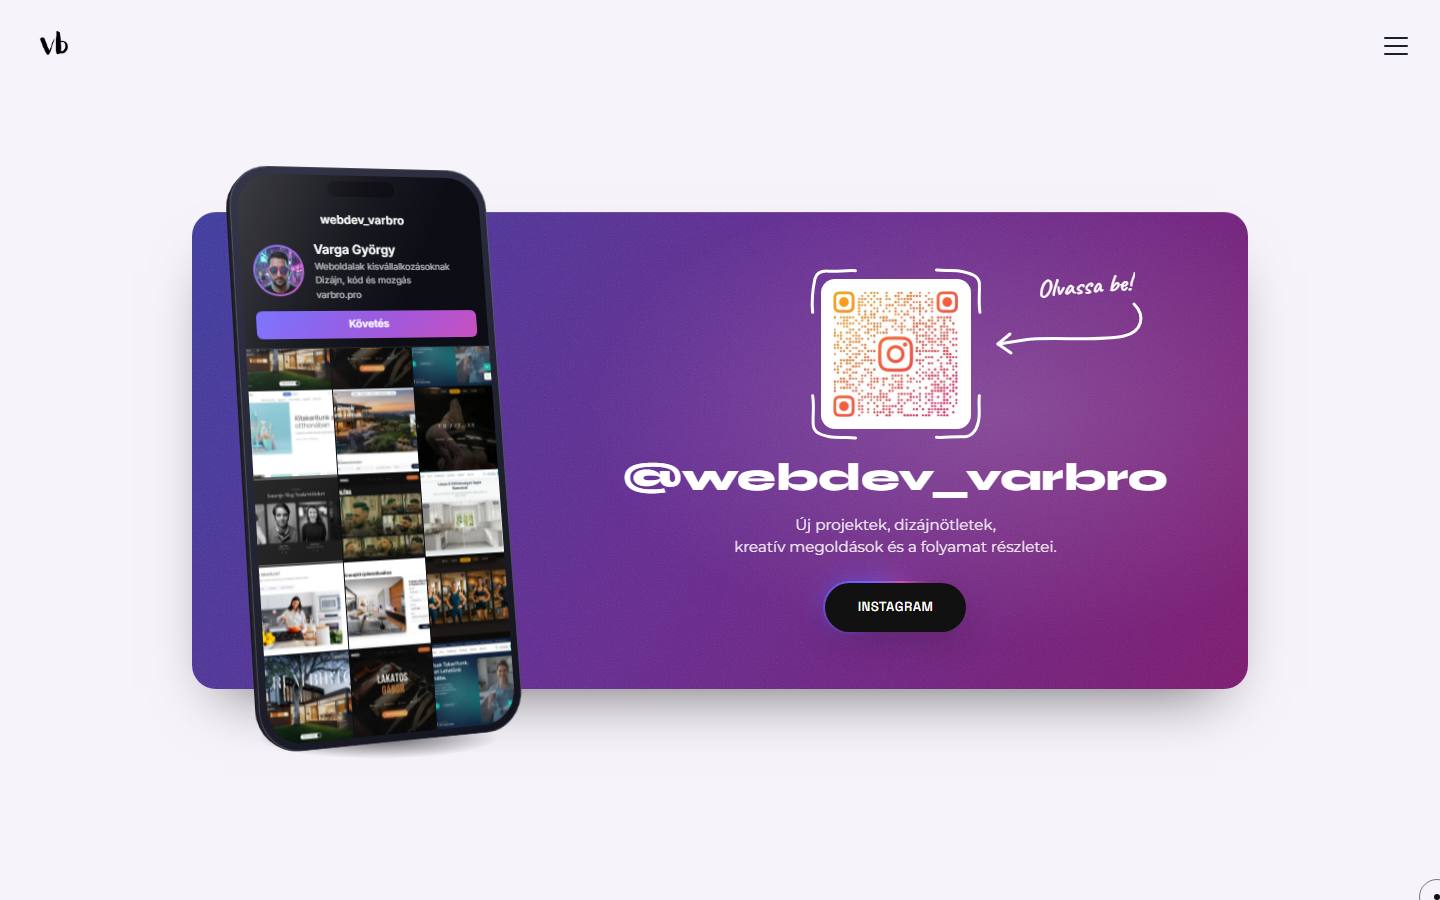 vb
webdev_varbro
Varga György
Weboldalak kisvállalkozásoknak
Dizájn, kód és mozgás
varbro.pro
Követés
LAKATOS
GÁBOR
Olvassa be!
@webdev_varbro
Új projektek, dizájnötletek,
kreatív megoldások és a folyamat részletei.
INSTAGRAM